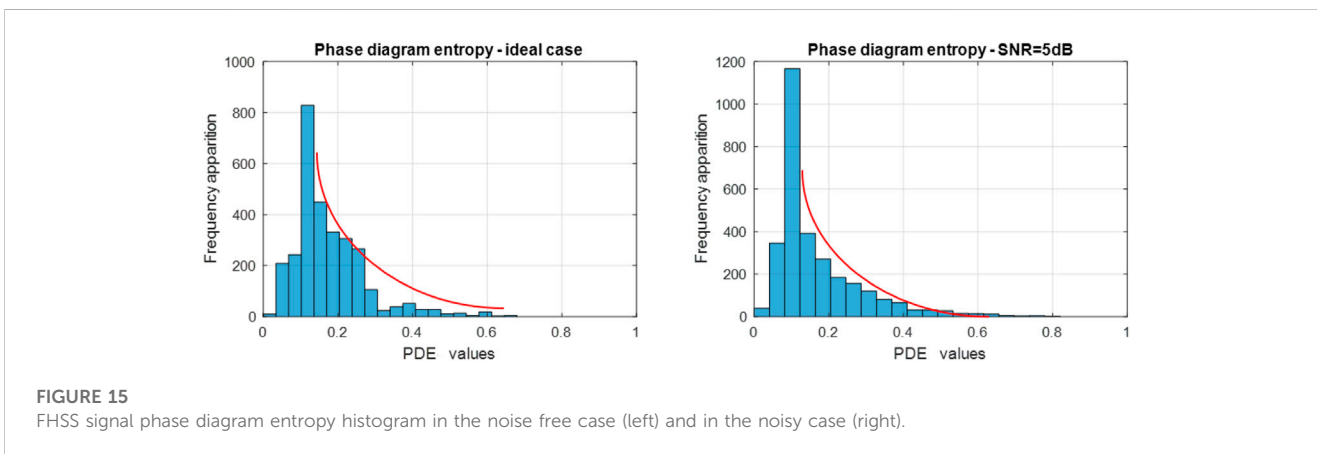 Phase diagram entropy - ideal case
1000
800
600
400
200
0
Frequency apparition
0 0.2 0.4 0.6 0.8 1
PDE values
Phase diagram entropy - SNR=5dB
1200
1000
800
600
400
200
0
Frequency apparition
0 0.2 0.4 0.6 0.8 1
PDE values
FIGURE 15
FHSS signal phase diagram entropy histogram in the noise free case (left) and in the noisy case (right).